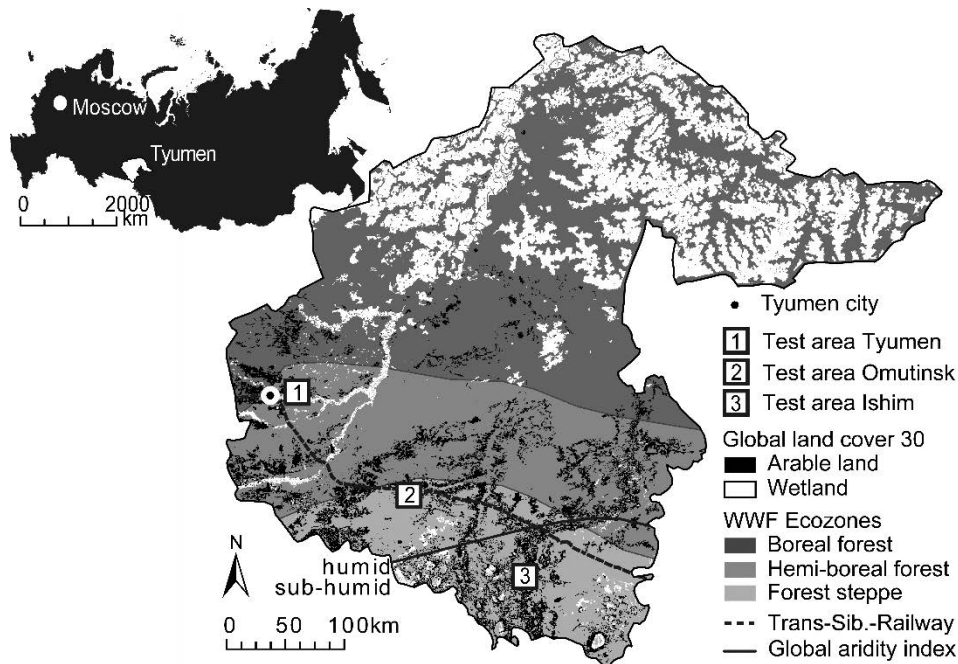 Moscow
Tyumen
0 2000
km
1
2
3
N
humid
sub-humid
0 50 100km
Tyumen city
1 Test area Tyumen
2 Test area Omutinsk
3 Test area Ishim
Global land cover 30
Arable land
Wetland
WWF Ecozones
Boreal forest
Hemi-boreal forest
Forest steppe
Trans-Sib.-Railway
Global aridity index